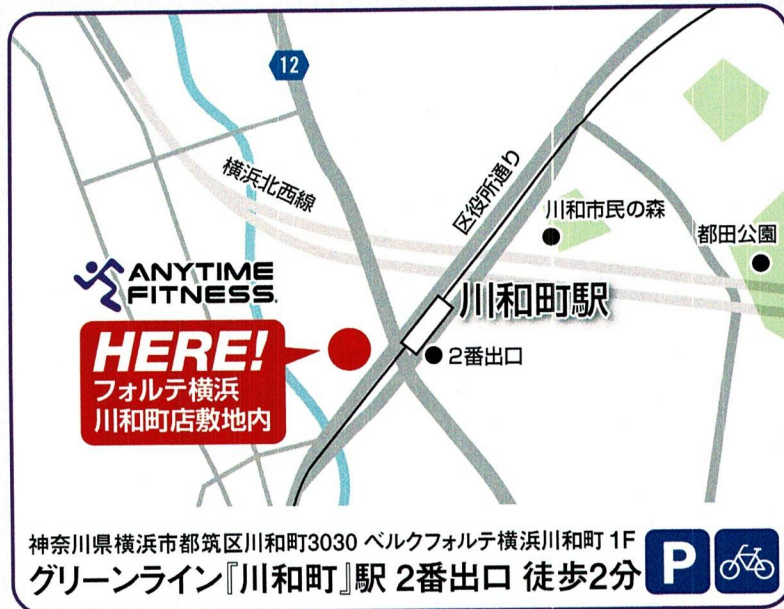 12
横浜北西線
区役所通り
川和市民の森
都田公園
ANYTIME
FITNESS.
川和町駅
HERE!
フォルテ横浜
川和町店敷地内
2番出口
神奈川県横浜市都筑区川和町3030 ベルクフォルテ横浜川和町 1F
グリーンライン『川和町』駅 2番出口 徒歩2分
P